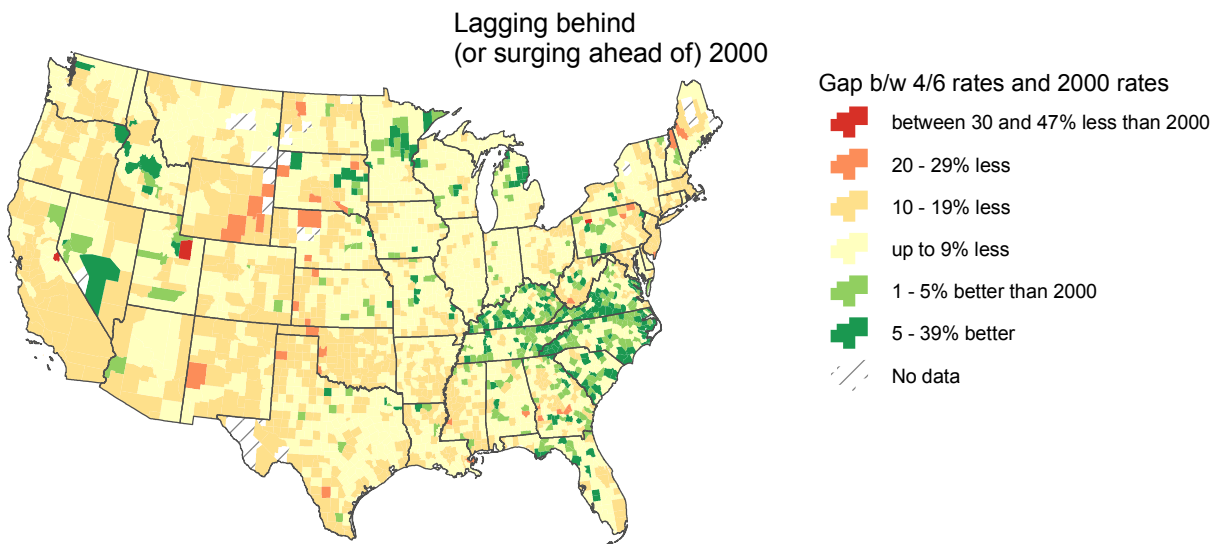 Lagging behind
(or surging ahead of) 2000
Gap b/w 4/6 rates and 2000 rates
between 30 and 47% less than 2000
20 - 29% less
10 - 19% less
up to 9% less
1 - 5% better than 2000
5 - 39% better
No data